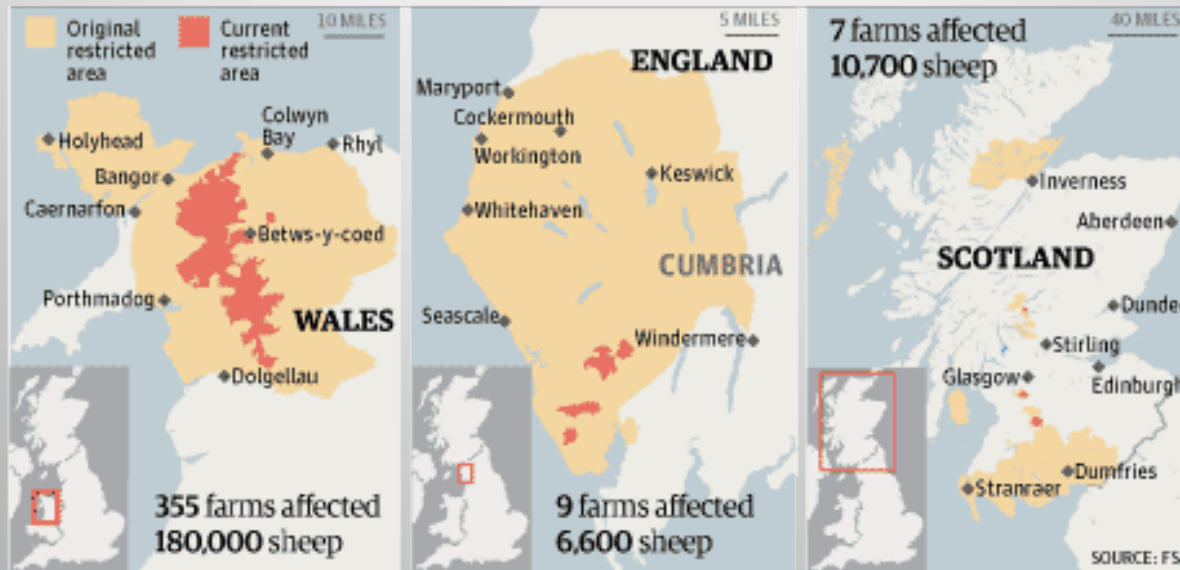 Original
restricted
area
Current
restricted
area
10 MILES
Holyhead
Colwyn
Bay
Rhyl
Bangor
Caernarfon
Betws-y-coed
Porthmadog
WALES
Dolgellau
355 farms affected
180,000 sheep
5 MILES
ENGLAND
Maryport
Cockermouth
Workington
Keswick
Whitehaven
CUMBRIA
Seascale
Windermere
9 farms affected
6,600 sheep
40 MILES
7 farms affected
10,700 sheep
Inverness
Aberdeen
SCOTLAND
Dunde
Stirling
Glasgow
Edinburgh
Dumfries
Stranraer
SOURCE: FS